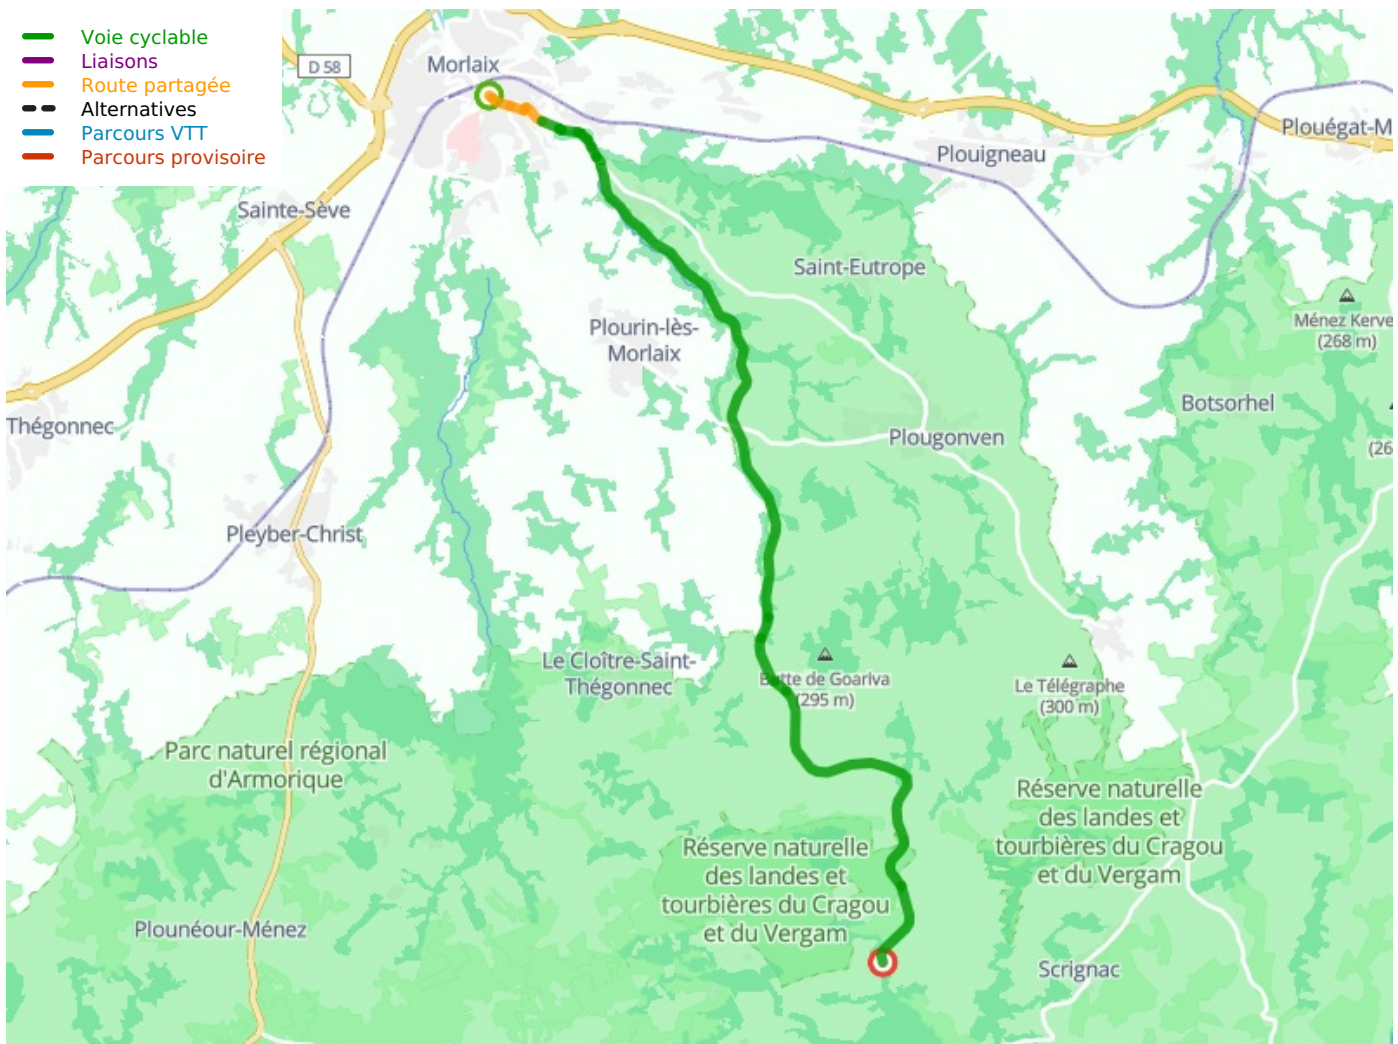 Voie cyclable
Liaisons
Route partagée
Alternatives
Parcours VTT
Parcours provisoire
D 58
Morlaix
Plouigneau
Plouégat-M
Sainte-Sève
Saint-Eutrope
Plourin-lès-
Morlaix
Ménez Kerve
(268 m)
Botsorhel
Thégonnec
Plougonven
(26
Pleyber-Christ
Le Cloître-Saint-
Thégonnec
Butte de Goariva
(295 m)
Le Télégraphe
(300 m)
Parc naturel régional
d'Armorique
Réserve naturelle
des landes et
tourbières du Cragou
et du Vergam
Réserve naturelle
des landes et
tourbières du Cragou
et du Vergam
Plounéour-Ménez
Scrignac